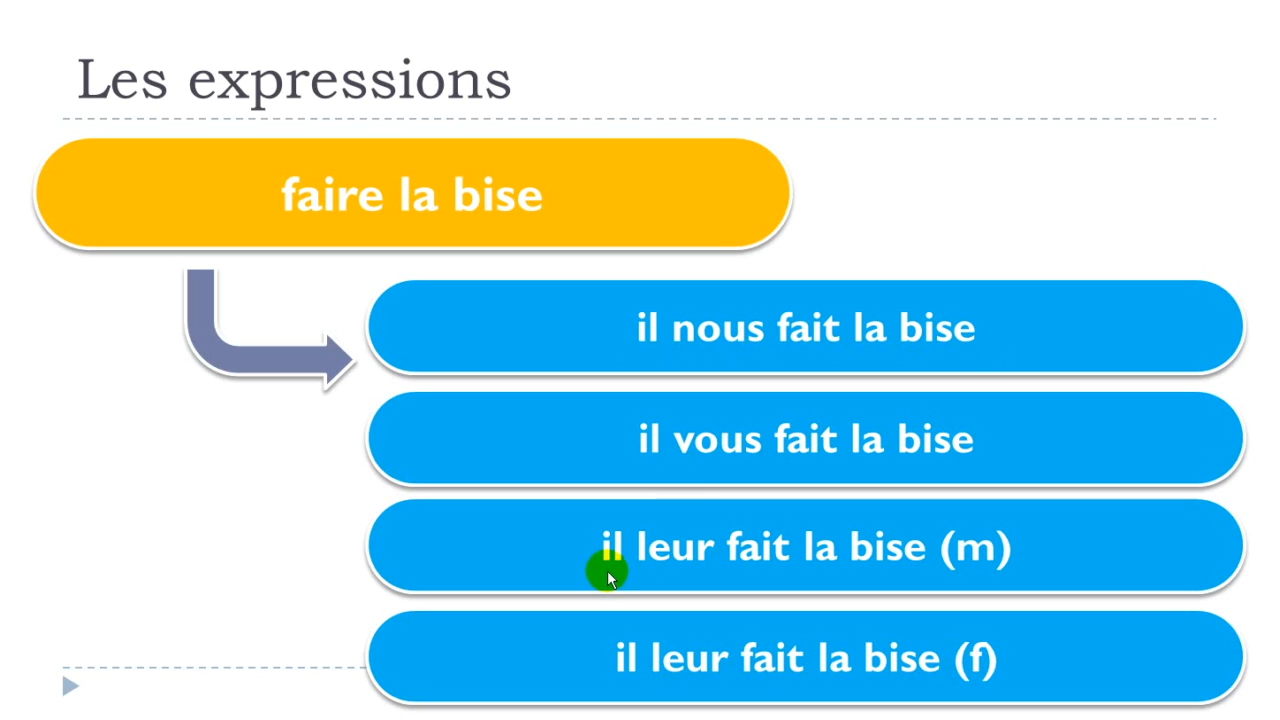 Les expressions
faire la bise
il nous fait la bise
il vous fait la bise
il leur fait la bise (m)
il leur fait la bise (f)